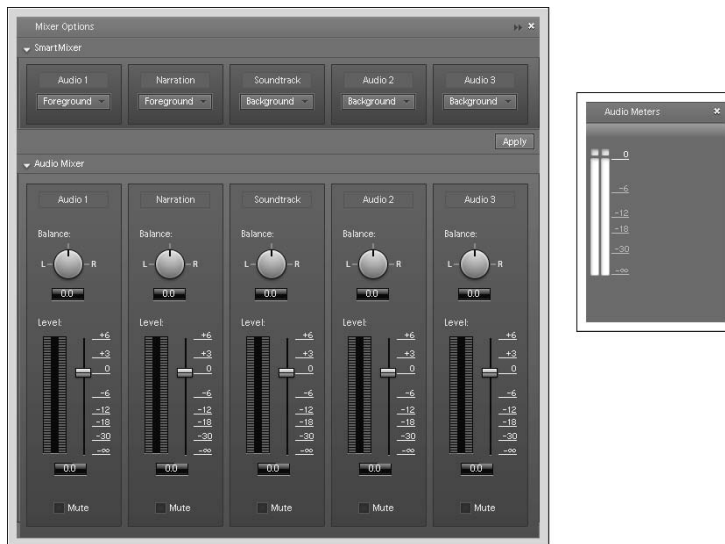 Mixer Options
SmartMixer
Audio 1 Narration Soundtrack Audio 2 Audio 3
Foreground Foreground Background Background Background
Apply
Audio Mixer
Audio 1 Narration Soundtrack Audio 2 Audio 3
Balance: Balance: Balance: Balance: Balance:
L R L R L R L R L R
0.0 0.0 0.0 0.0 0.0
Level: Level: Level: Level: Level:
+6 +6 +6 +6 +6
+3 +3 +3 +3 +3
0 0 0 0 0
-6 -6 -6 -6 -6
-12 -12 -12 -12 -12
-18 -18 -18 -18 -18
-30 -30 -30 -30 -30
-∞ -∞ -∞ -∞ -∞
0.0 0.0 0.0 0.0 0.0
Mute Mute Mute Mute Mute
Audio Meters
0
-6
-12
-18
-30
-∞